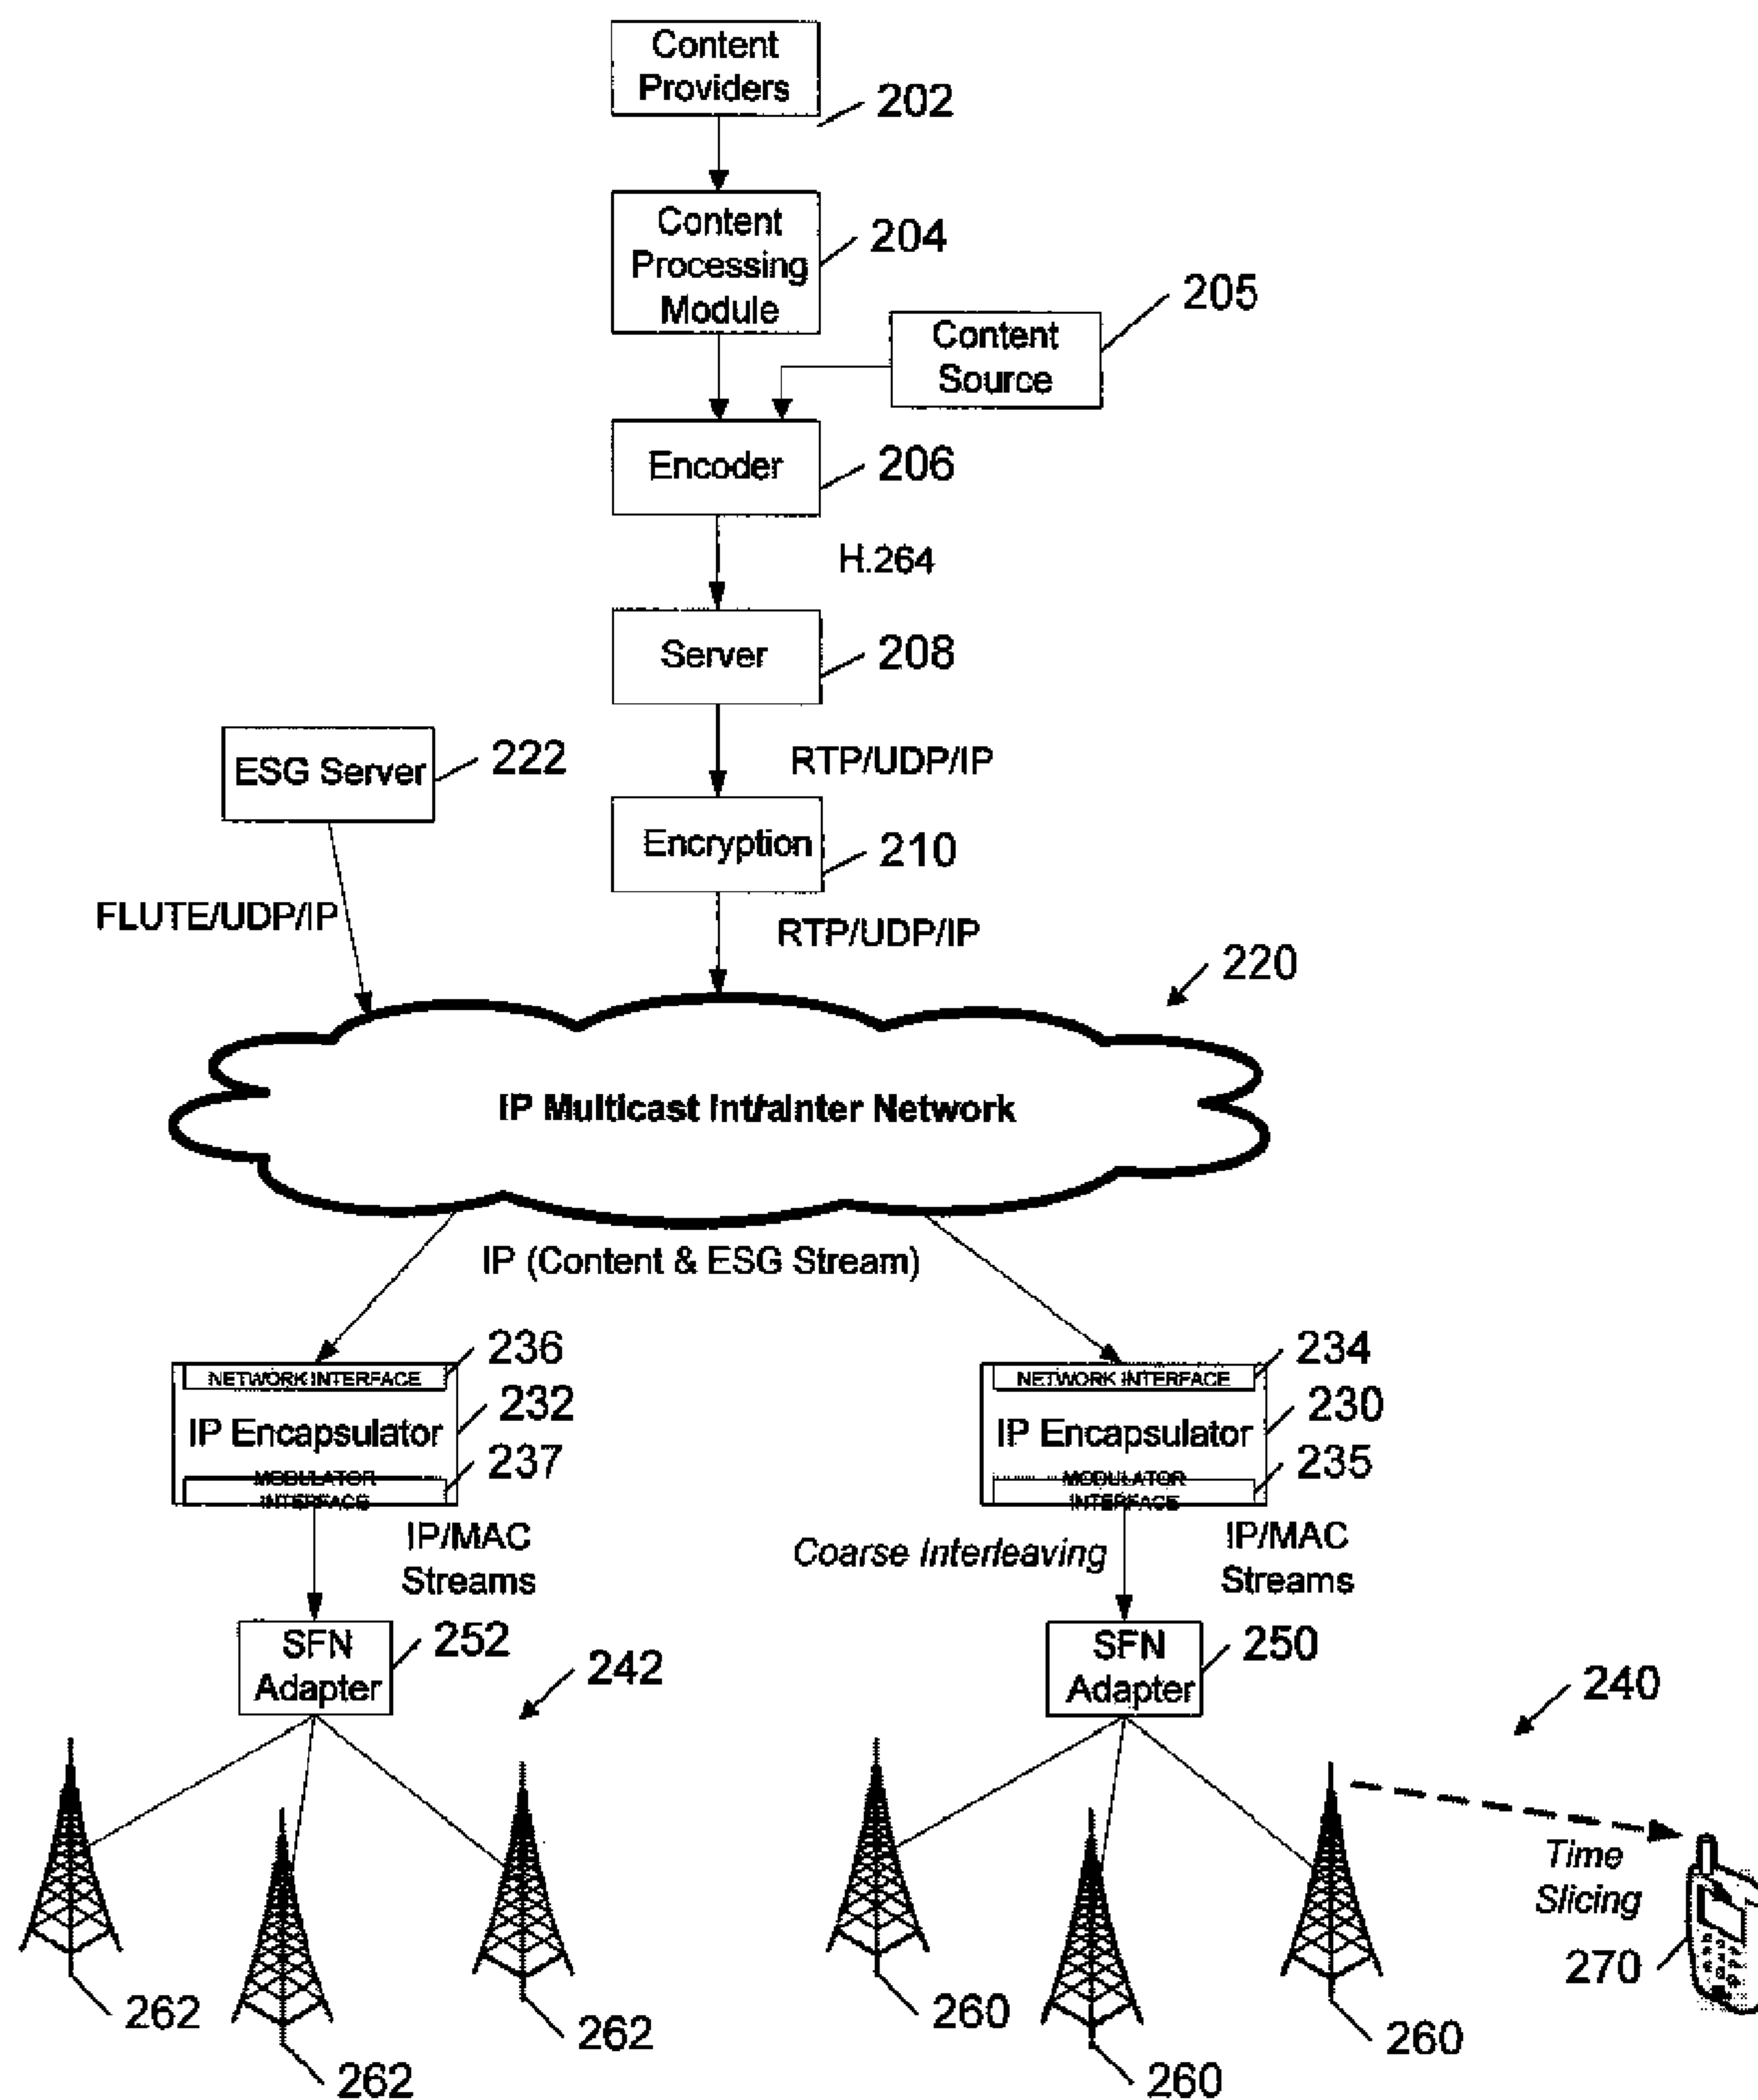 Content
Providers
202
Content
Processing
Module
204
205
Content
Source
Encoder
206
H.264
Server
208
RTP/UDP/IP
ESG Server
222
Encryption
210
FLUTE/UDP/IP
RTP/UDP/IP
220
IP Multicast Intra/Inter Network
IP (Content & ESG Stream)
NETWORK INTERFACE
236
IP Encapsulator
232
MODULATOR
INTERFACE
237
NETWORK INTERFACE
234
IP Encapsulator
230
MODULATOR
INTERFACE
235
IP/MAC
Streams
Coarse Interleaving
IP/MAC
Streams
SFN
Adapter
252
242
SFN
Adapter
250
240
Time
Slicing
270
262
262
262
260
260
260